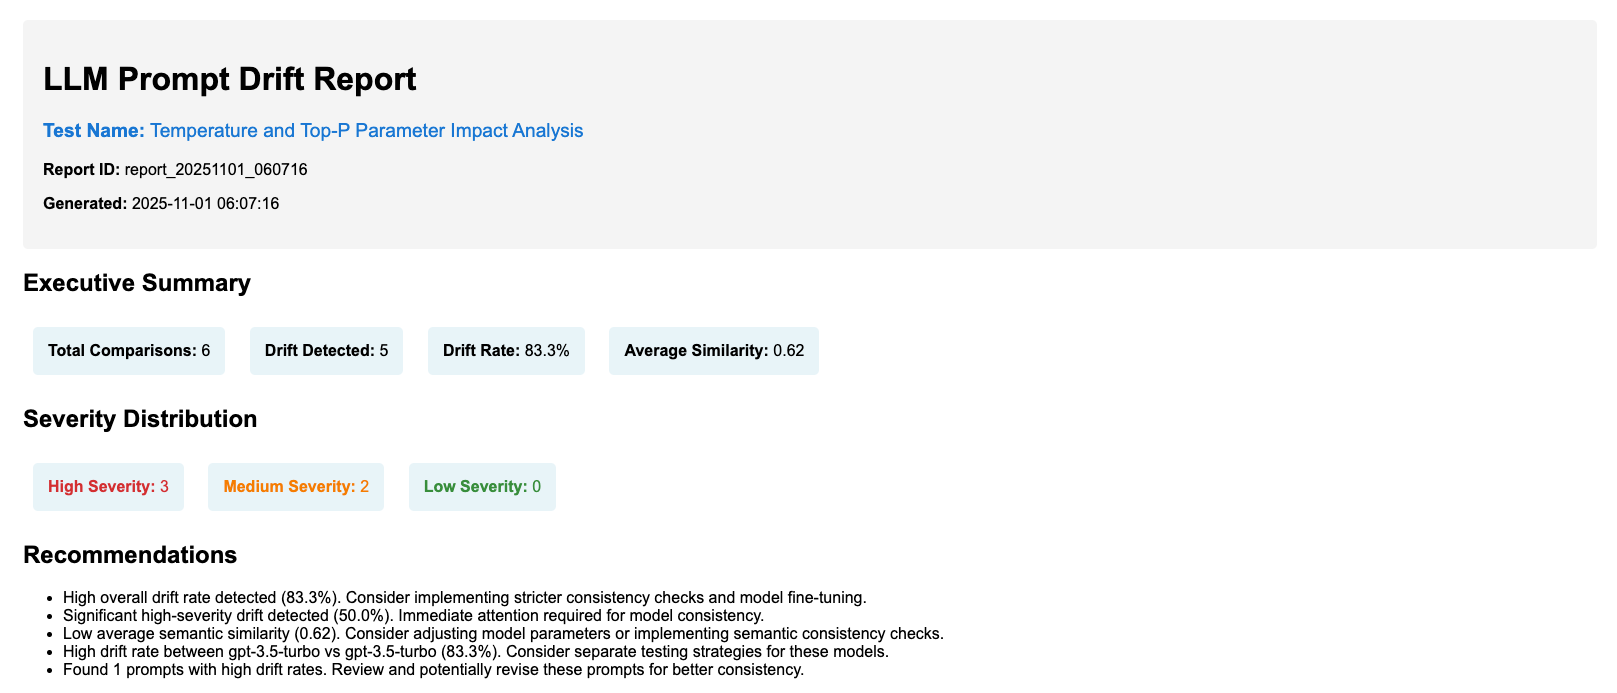 LLM Prompt Drift Report
Test Name: Temperature and Top-P Parameter Impact Analysis
Report ID: report_20251101_060716
Generated: 2025-11-01 06:07:16
Executive Summary
Total Comparisons: 6
Drift Detected: 5
Drift Rate: 83.3%
Average Similarity: 0.62
Severity Distribution
High Severity: 3
Medium Severity: 2
Low Severity: 0
Recommendations
• High overall drift rate detected (83.3%). Consider implementing stricter consistency checks and model fine-tuning.
• Significant high-severity drift detected (50.0%). Immediate attention required for model consistency.
• Low average semantic similarity (0.62). Consider adjusting model parameters or implementing semantic consistency checks.
• High drift rate between gpt-3.5-turbo vs gpt-3.5-turbo (83.3%). Consider separate testing strategies for these models.
• Found 1 prompts with high drift rates. Review and potentially revise these prompts for better consistency.